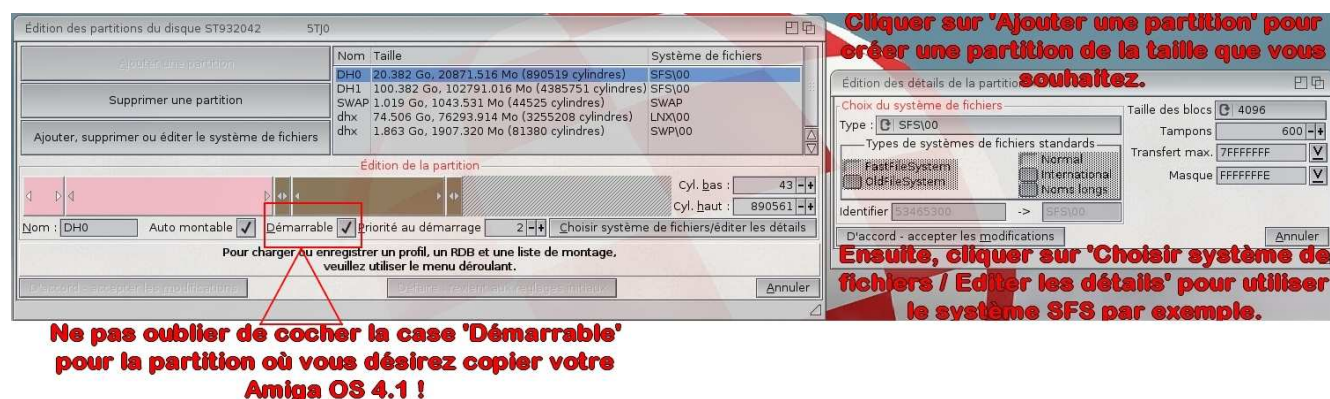 Édition des partitions du disque ST932042 5TJ0
Ajouter une partition
Supprimer une partition
Ajouter, supprimer ou éditer le système de fichiers
Nom Taille Système de fichiers
DH0 20.382 Go, 20871.516 Mo (890519 cylindres) SFS\00
DH1 100.382 Go, 102791.016 Mo (4385751 cylindres) SFS\00
SWAP 1.019 Go, 1043.531 Mo (44525 cylindres) SWAP
dhx 74.506 Go, 76293.914 Mo (3255208 cylindres) LNX\00
dhx 1.863 Go, 1907.320 Mo (81380 cylindres) SWP\00
Édition de la partition
Cyl. bas : 43
Cyl. haut : 890561
Nom : DH0 Auto montable Démarrable Priorité au démarrage 2 Choisir système de fichiers/éditer les détails
Pour charger ou enregistrer un profil, un RDB et une liste de montage,
veuillez utiliser le menu déroulant.
D'accord - accepter les modifications
Annuler
Ne pas oublier de cocher la case 'Démarrable'
pour la partition où vous désirez copier votre
Amiga OS 4.1 !
Cliquer sur 'Ajouter une partition' pour
créer une partition de la taille que vous
souhaitez.
Édition des détails de la partition
Choix du système de fichiers
Type : SFS\00
Types de systèmes de fichiers standards
FastFileSystem
OldFileSystem
Normal
International
Noms longs
Identifier 53465300 -> SFS\00
Taille des blocs 4096
Tampons 600
Transfert max. 7FFFFFFF
Masque FFFFFFFE
D'accord - accepter les modifications Annuler
Ensuite, cliquer sur 'Choisir système de
fichiers / Editer les détails' pour utiliser
le système SFS par exemple.